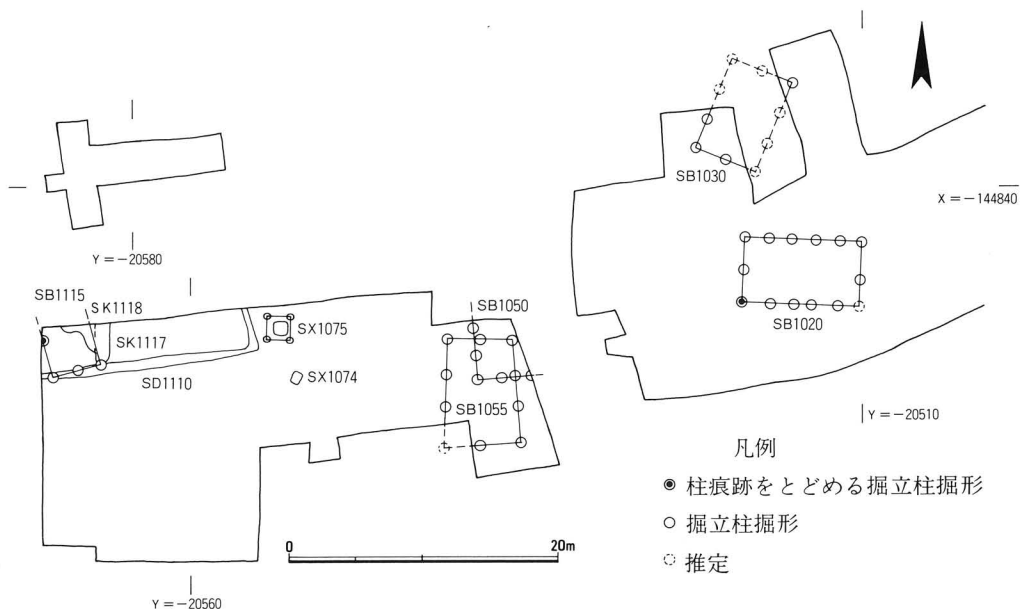 SB1030
X=-144840
Y=-20580
SB1115
SK1118
SK1117
SD1110
SX1075
SX1074
SB1050
SB1055
SB1020
Y=-20510
凡例
柱痕跡をとどめる掘立柱掘形
掘立柱掘形
推定
0 20m
Y=-20560